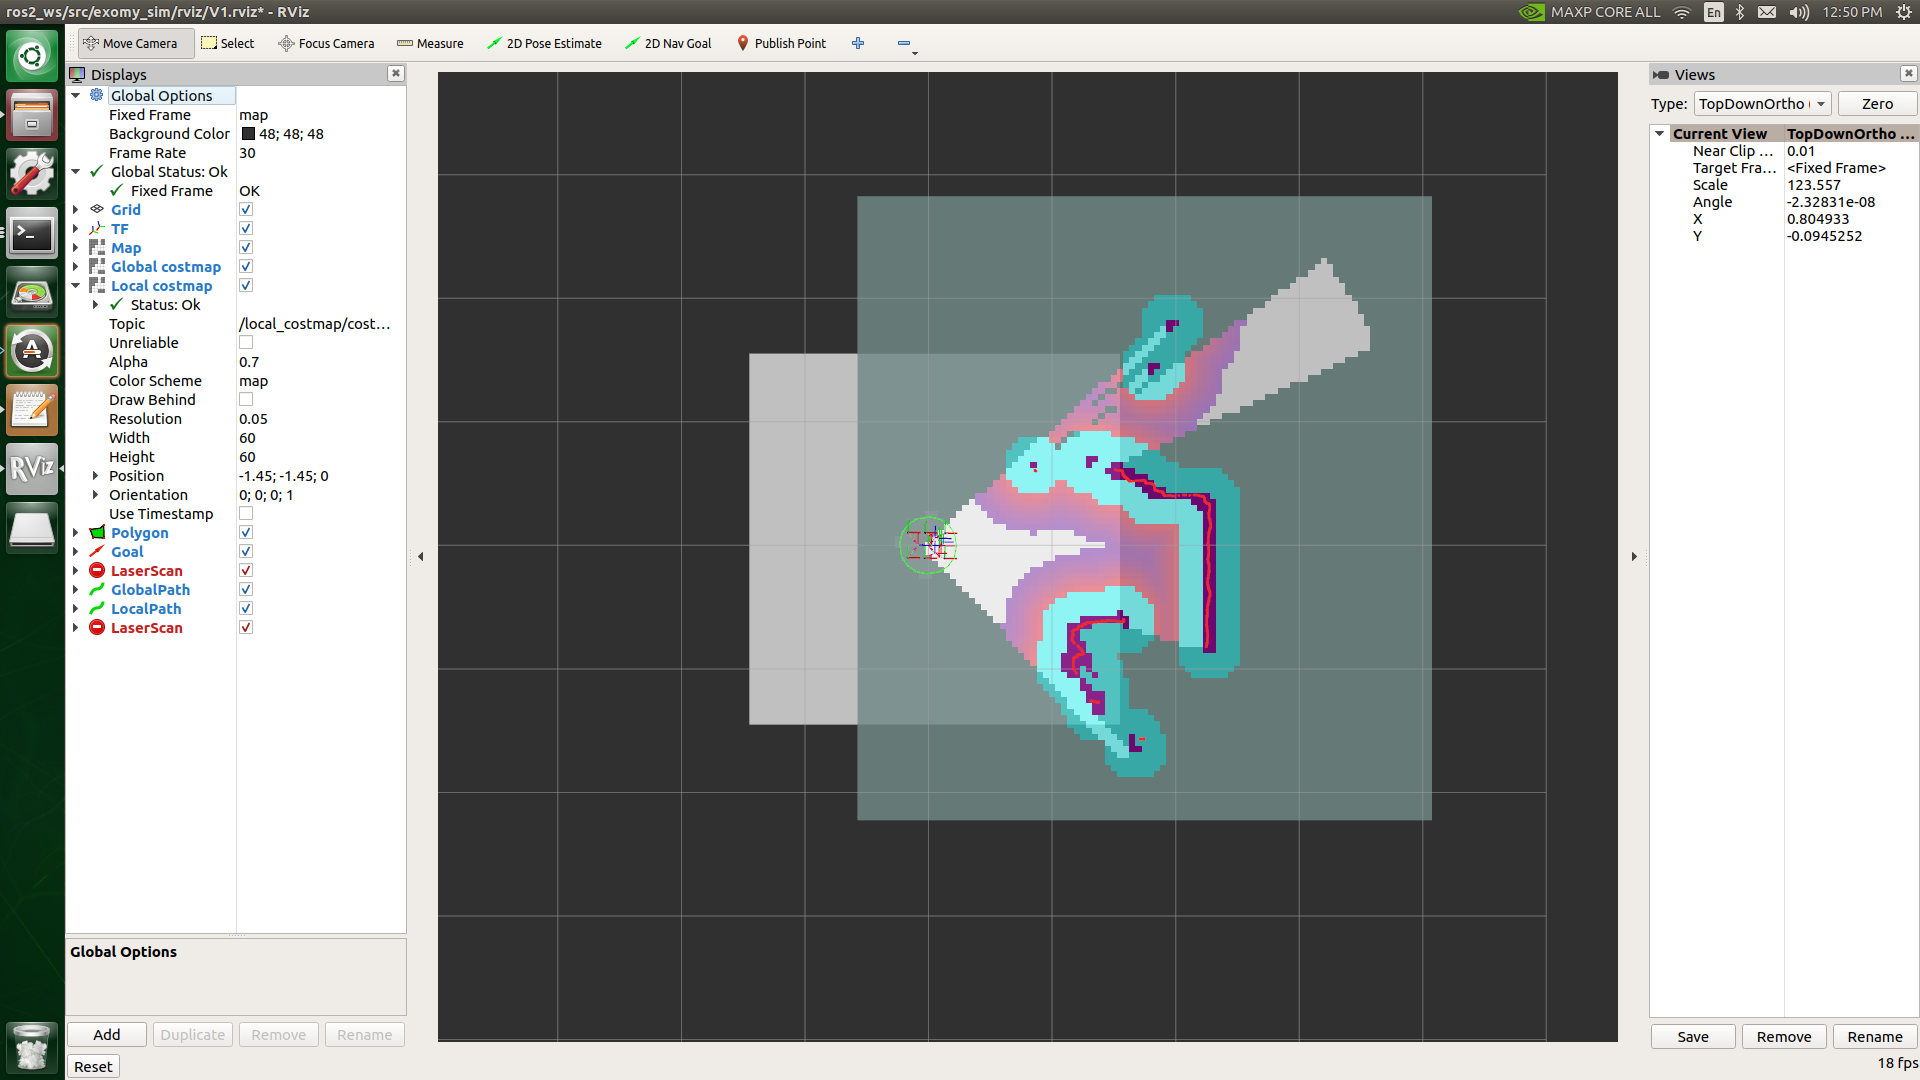 ros2_ws/src/exomy_sim/rviz/V1.rviz* - RViz
MAXP CORE ALL En 12:50 PM
Move Camera Select Focus Camera Measure 2D Pose Estimate 2D Nav Goal Publish Point
Displays
Global Options
Fixed Frame map
Background Color 48; 48; 48
Frame Rate 30
Global Status: Ok
Fixed Frame OK
Grid
TF
Map
Global costmap
Local costmap
Status: Ok
Topic /local_costmap/cost...
Unreliable
Alpha 0.7
Color Scheme map
Draw Behind
Resolution 0.05
Width 60
Height 60
Position -1.45; -1.45; 0
Orientation 0; 0; 0; 1
Use Timestamp
Polygon
Goal
LaserScan
GlobalPath
LocalPath
LaserScan
Global Options
Add Duplicate Remove Rename
Reset
RViz
Views
Type: TopDownOrtho ( Zero
Current View TopDownOrtho ...
Near Clip ... 0.01
Target Fra... <Fixed Frame>
Scale 123.557
Angle -2.32831e-08
X 0.804933
Y -0.0945252
Save Remove Rename
18 fps